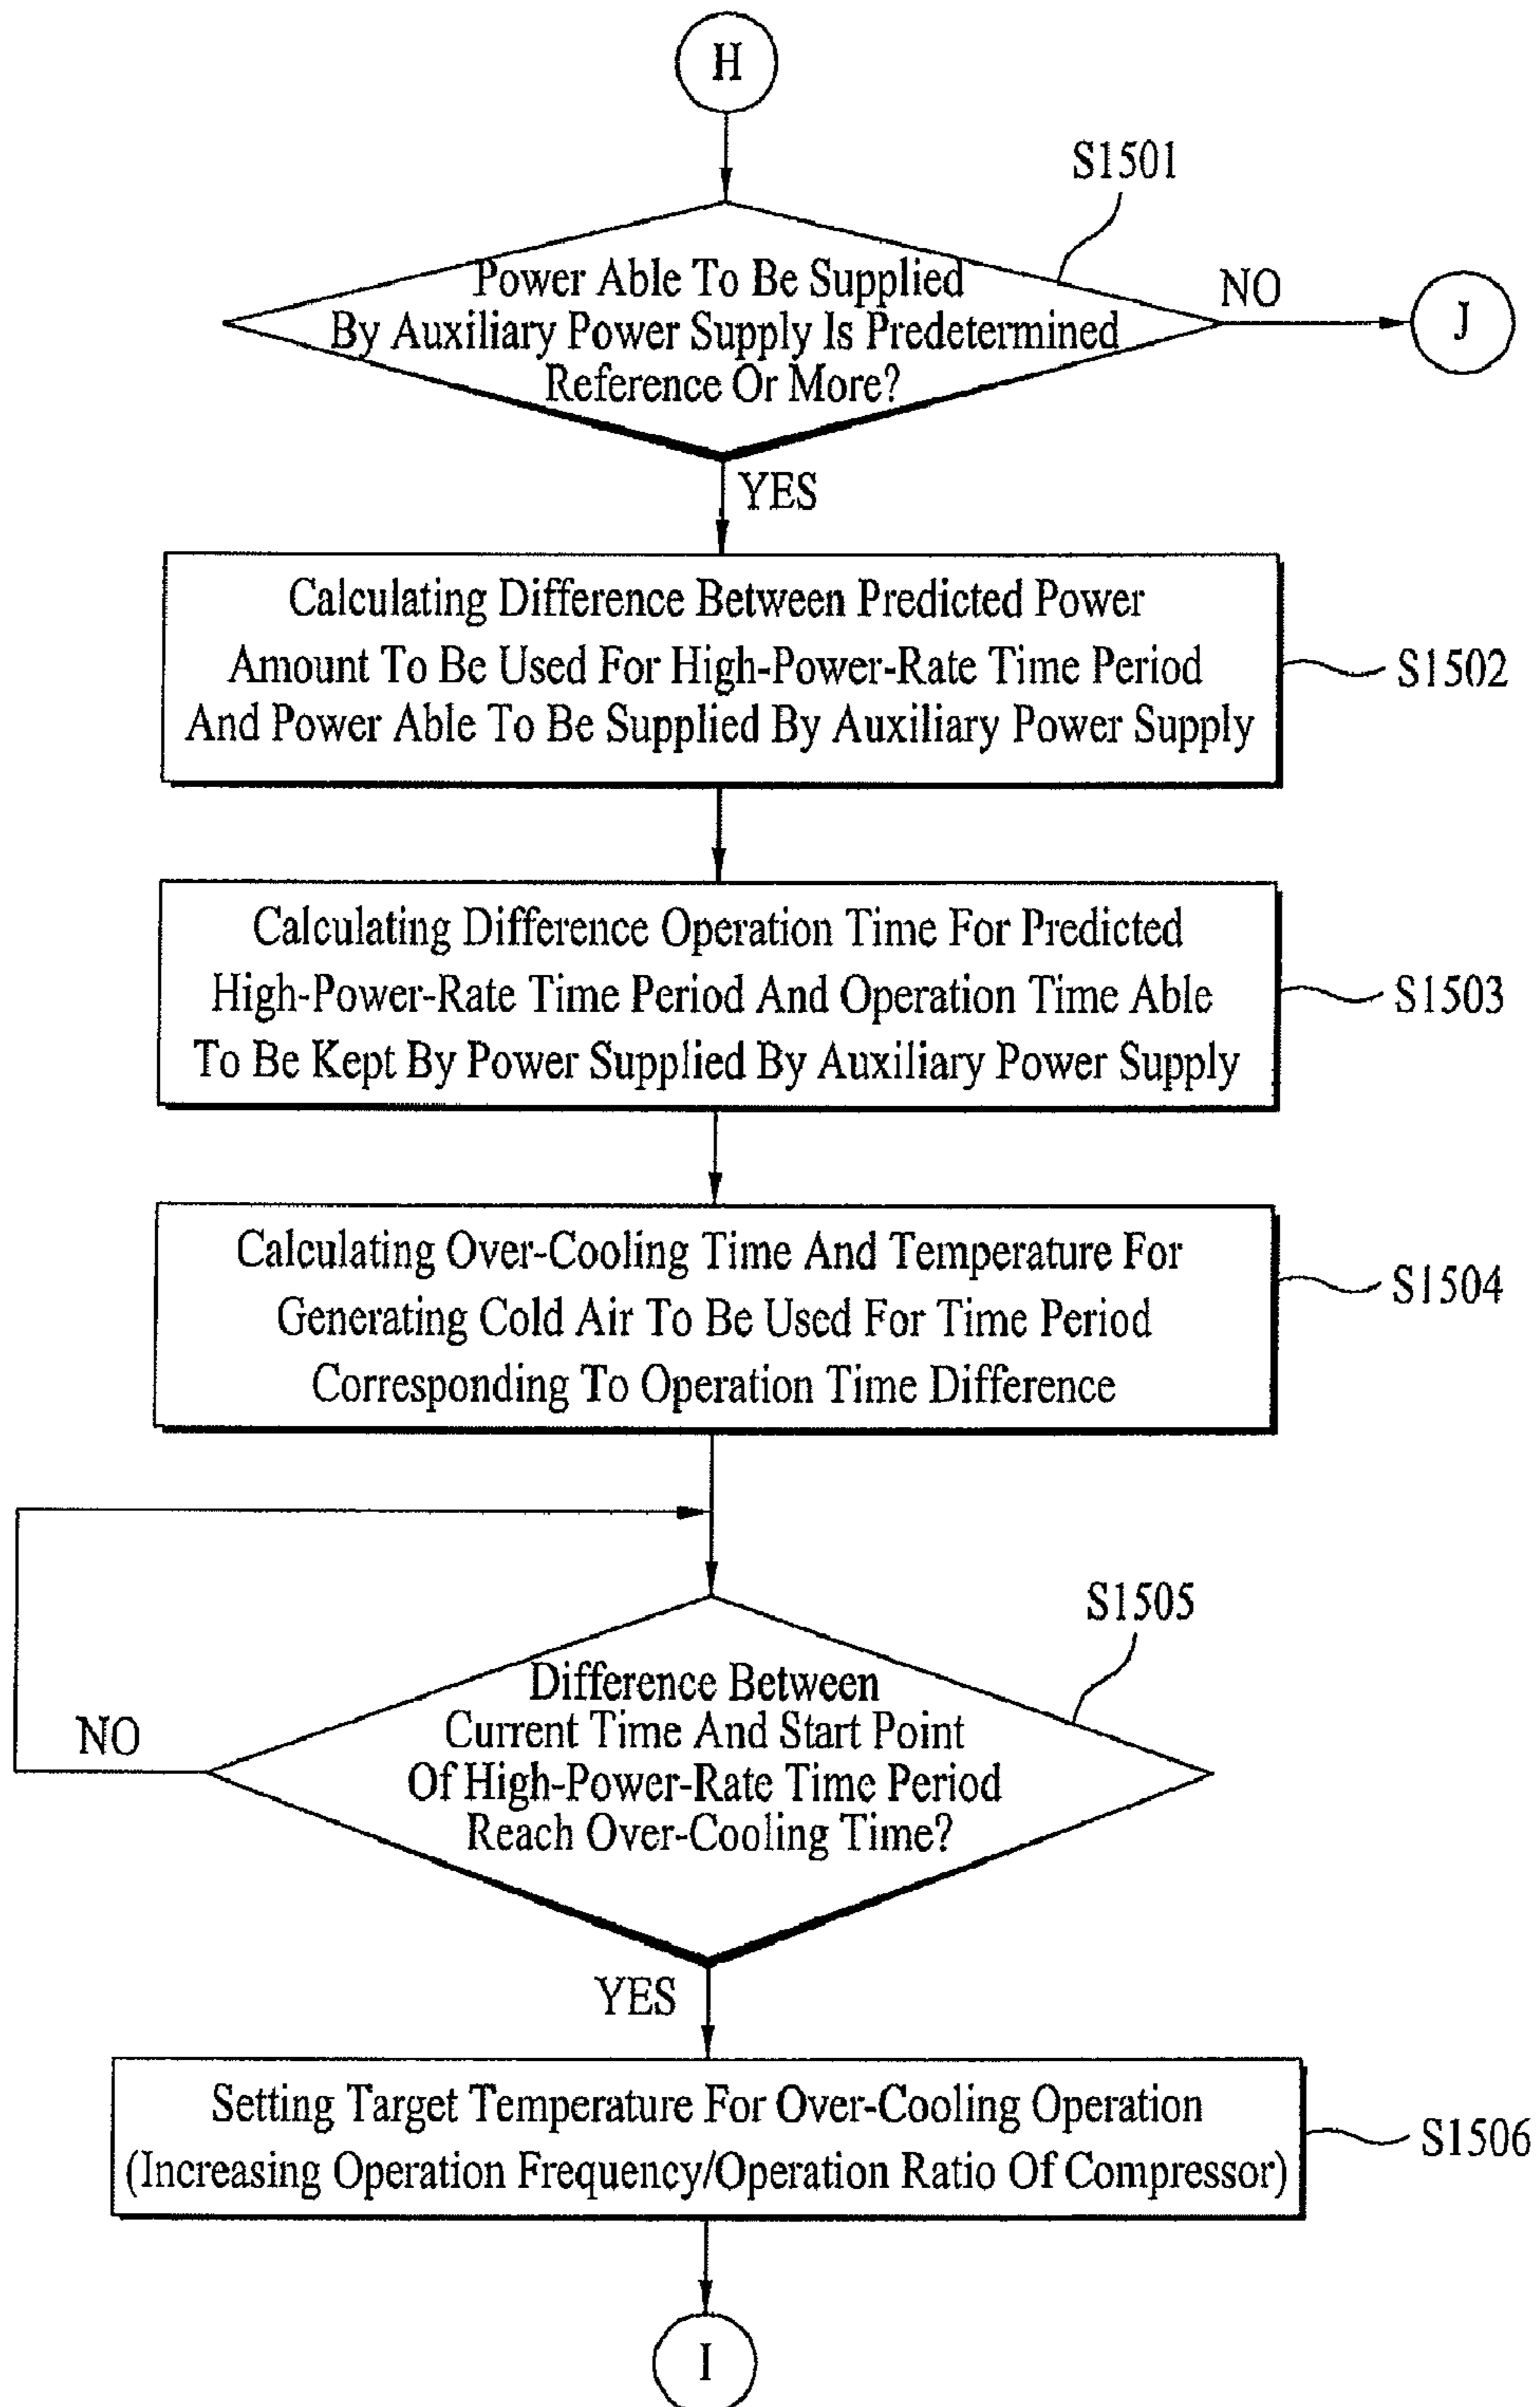 H
S1501
Power Able To Be Supplied
By Auxiliary Power Supply Is Predetermined
Reference Or More?
NO
J
YES
Calculating Difference Between Predicted Power
Amount To Be Used For High-Power-Rate Time Period
And Power Able To Be Supplied By Auxiliary Power Supply
S1502
Calculating Difference Operation Time For Predicted
High-Power-Rate Time Period And Operation Time Able
To Be Kept By Power Supplied By Auxiliary Power Supply
S1503
Calculating Over-Cooling Time And Temperature For
Generating Cold Air To Be Used For Time Period
Corresponding To Operation Time Difference
S1504
S1505
Difference Between
Current Time And Start Point
Of High-Power-Rate Time Period
Reach Over-Cooling Time?
NO
YES
Setting Target Temperature For Over-Cooling Operation
(Increasing Operation Frequency/Operation Ratio Of Compressor)
S1506
I